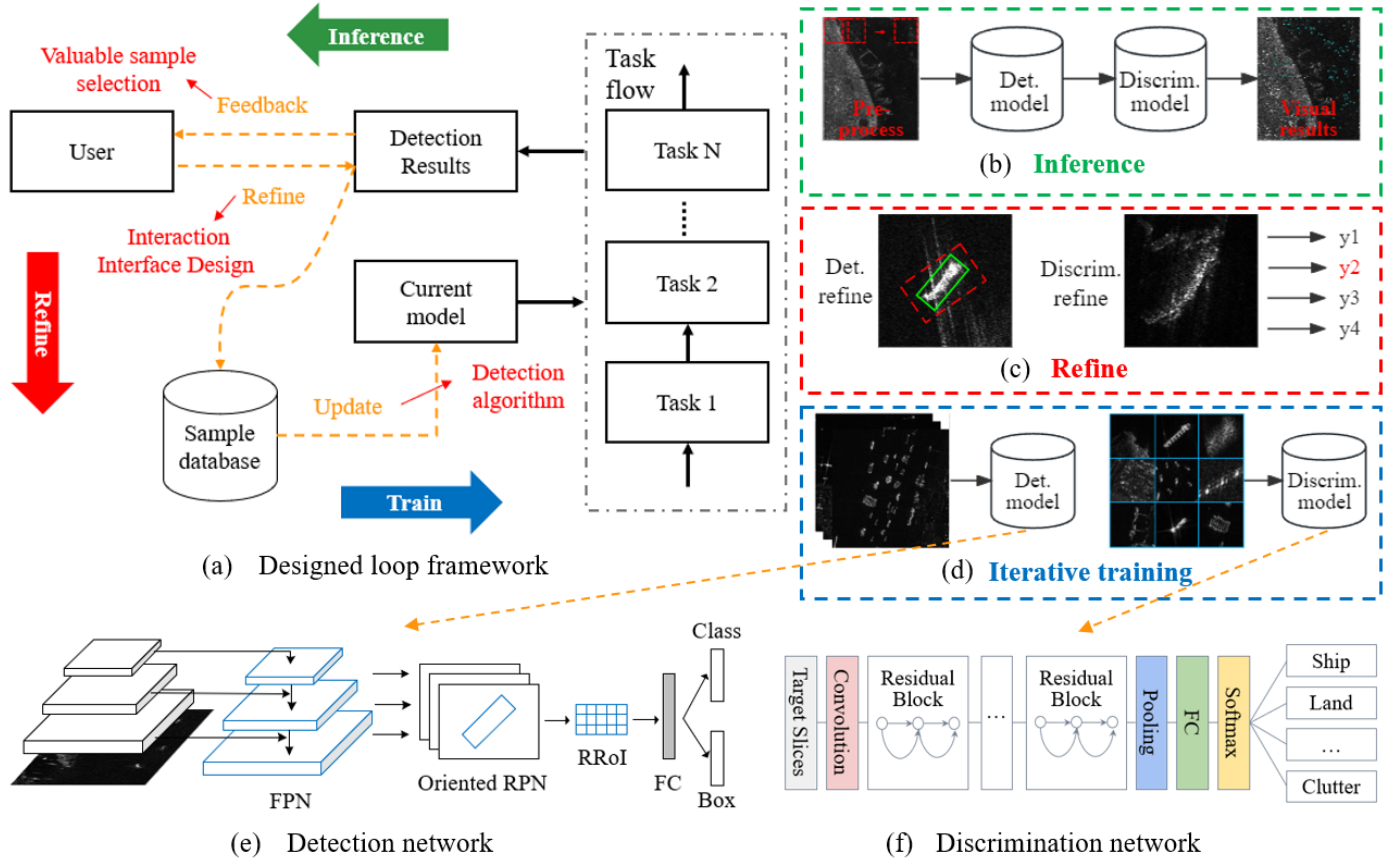 Inference
Valuable sample
selection
Feedback
User
Detection
Results
Refine
Interaction
Interface Design
Refine
Current
model
Sample
database
Update
Detection
algorithm
Train
Task
flow
Task N
......
Task 2
Task 1
(a) Designed loop framework
Pre-
process
Det.
model
Discrim.
model
Visual
results
(b) Inference
Det.
refine
Discrim.
refine
y1
y2
y3
y4
(c) Refine
Det.
model
Discrim.
model
(d) Iterative training
FPN
Oriented RPN
RRoI
FC
Class
Box
(e) Detection network
Target Slices
Convolution
Residual
Block
...
Residual
Block
Pooling
FC
Softmax
Ship
Land
...
Clutter
(f) Discrimination network